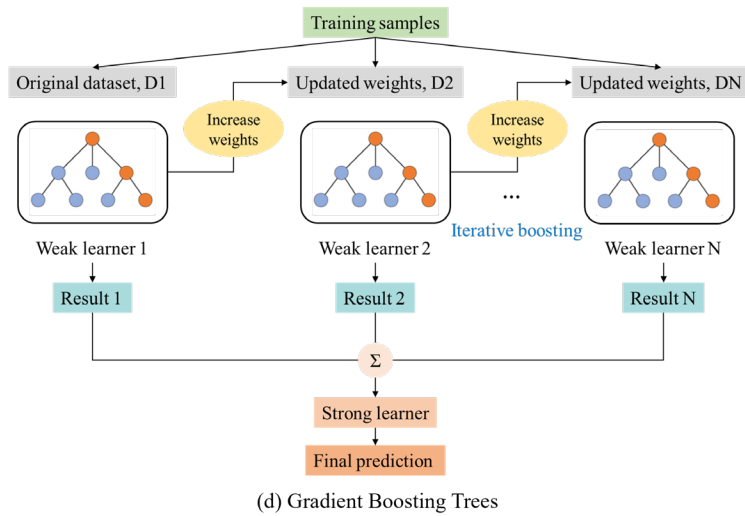 Training samples
Original dataset, D1
Updated weights, D2
Updated weights, DN
Increase
weights
Increase
weights
...
Iterative boosting
Weak learner 1
Weak learner 2
Weak learner N
Result 1
Result 2
Result N
Σ
Strong learner
Final prediction
(d) Gradient Boosting Trees